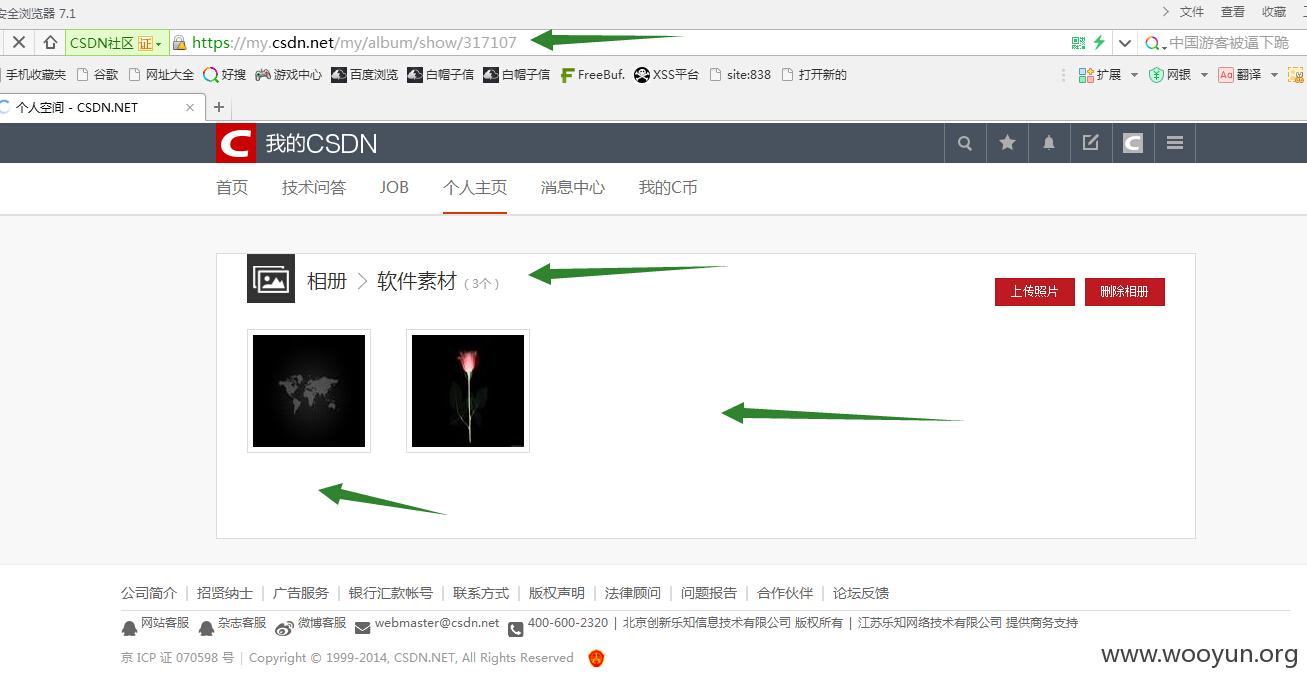 安全浏览器 7.1
文件 查看 收藏
CSDN社区 证 https://my.csdn.net/my/album/show/317107 中国游客被逼下跪
手机收藏夹 谷歌 网址大全 好搜 游戏中心 百度浏览 白帽子信 白帽子信 FreeBuf. XSS平台 site:838 打开新的 扩展 网银 Aa 翻译
个人空间 - CSDN.NET
C 我的CSDN C
首页 技术问答 JOB 个人主页 消息中心 我的C币
相册 软件素材 ( 3个 ) 上传照片 删除相册
公司简介 | 招贤纳士 | 广告服务 | 银行汇款帐号 | 联系方式 | 版权声明 | 法律顾问 | 问题报告 | 合作伙伴 | 论坛反馈
网站客服 杂志客服 微博客服 webmaster@csdn.net 400-600-2320 | 北京创新乐知信息技术有限公司 版权所有 | 江苏乐知网络技术有限公司 提供商务支持
京 ICP 证 070598 号 | Copyright © 1999-2014, CSDN.NET, All Rights Reserved
www.wooyun.org